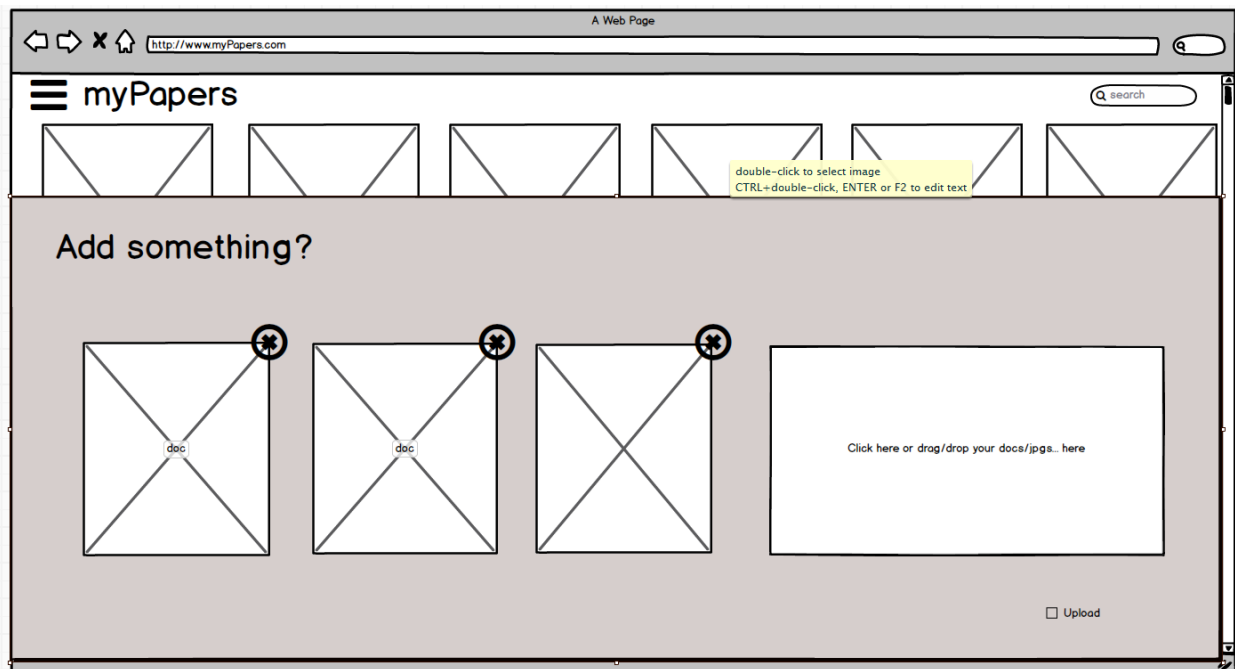 A Web Page
http://www.myPapers.com
myPapers
search
double-click to select image
CTRL+double-click, ENTER or F2 to edit text
Add something?
doc
doc
Click here or drag/drop your docs/jpgs... here
Upload